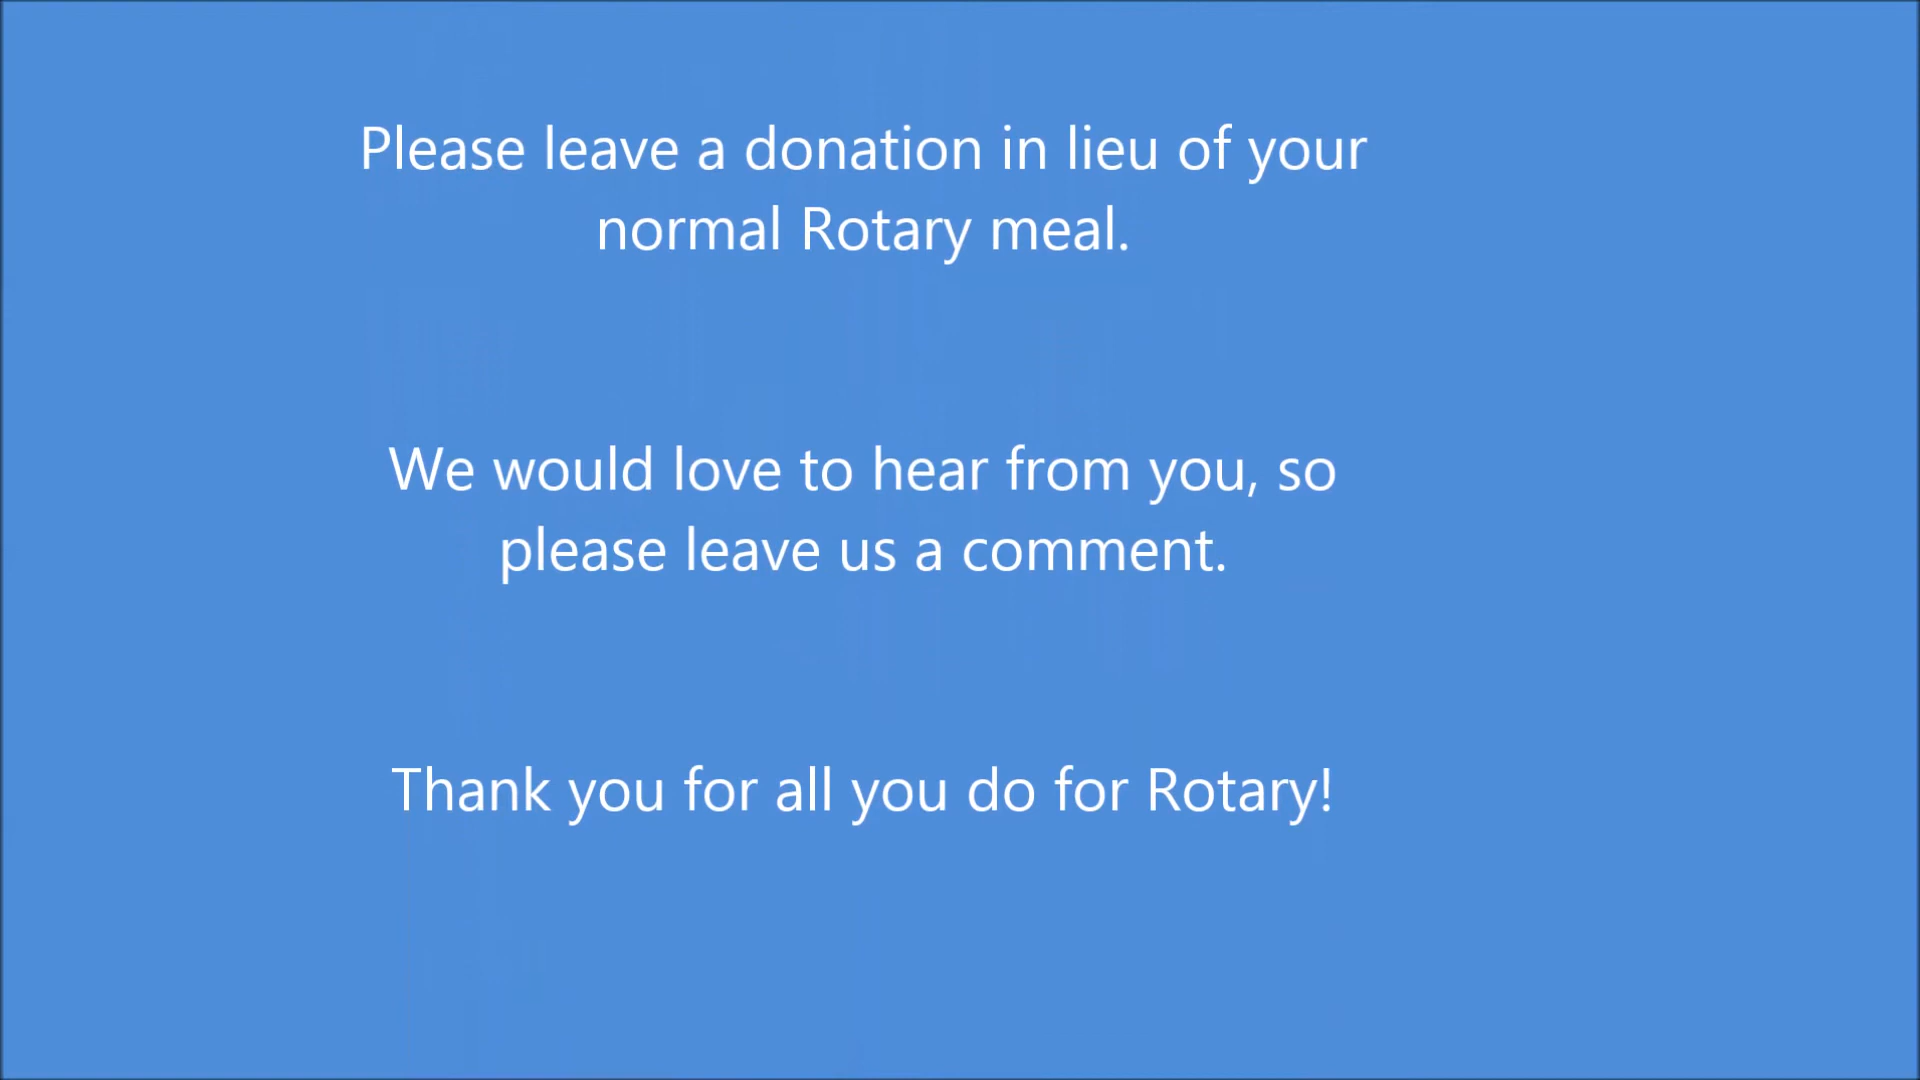 Please leave a donation in lieu of your
normal Rotary meal.
We would love to hear from you, so
please leave us a comment.
Thank you for all you do for Rotary!